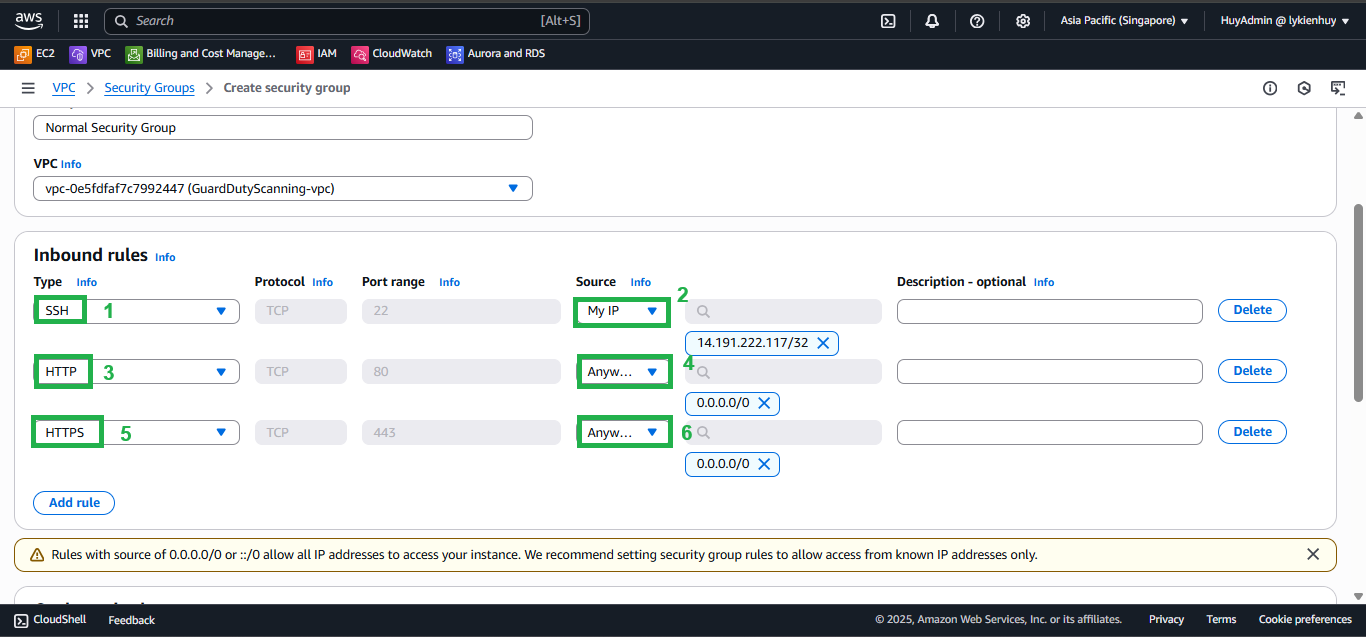 aws Search [Alt+S] Asia Pacific (Singapore) HuyAdmin @ lykienhuy
EC2 VPC Billing and Cost Manage... IAM CloudWatch Aurora and RDS
VPC > Security Groups > Create security group
Normal Security Group
VPC Info
vpc-0e5fdfaf7c7992447 (GuardDutyScanning-vpc)
Inbound rules Info
Type Info Protocol Info Port range Info Source Info Description - optional Info
SSH 1 TCP 22 My IP 2 Delete
14.191.222.117/32
HTTP 3 TCP 80 Anyw... 4 Delete
0.0.0.0/0
HTTPS 5 TCP 443 Anyw... 6 Delete
0.0.0.0/0
Add rule
Rules with source of 0.0.0.0/0 or ::/0 allow all IP addresses to access your instance. We recommend setting security group rules to allow access from known IP addresses only.
CloudShell Feedback © 2025, Amazon Web Services, Inc. or its affiliates. Privacy Terms Cookie preferences